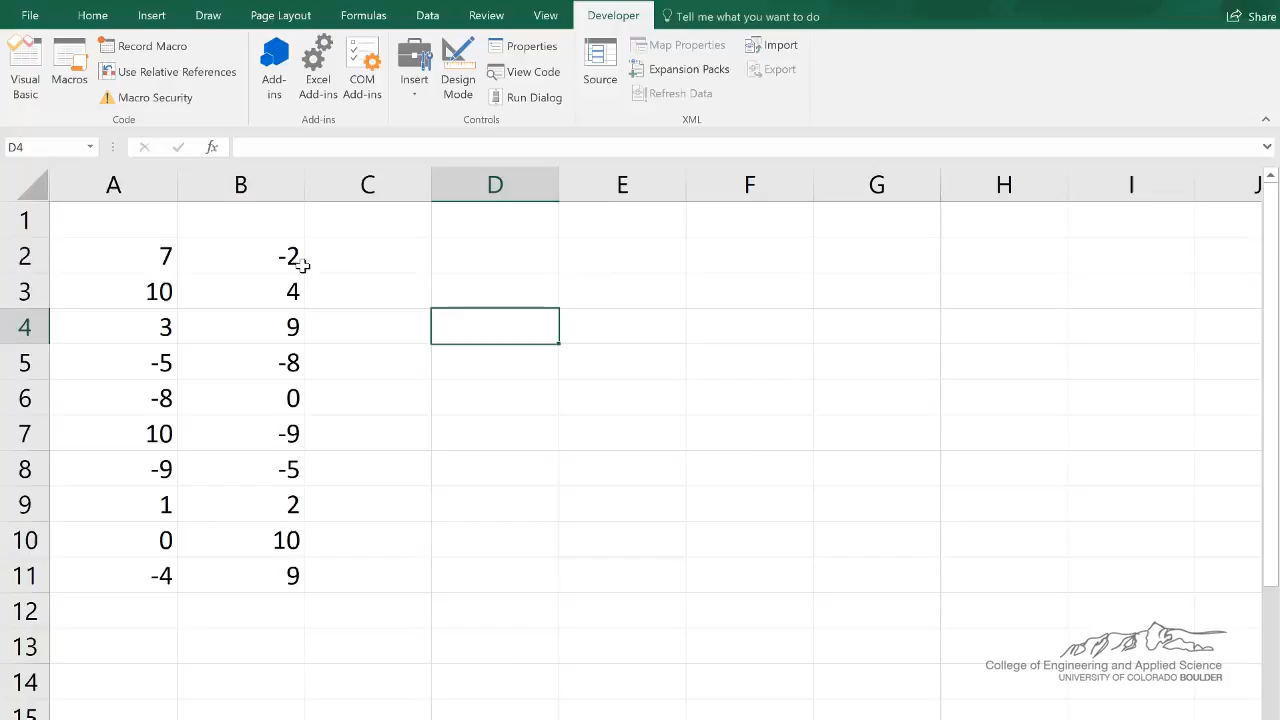 File Home Insert Draw Page Layout Formulas Data Review View Developer Tell me what you want to do Share
Visual Basic
Macros
Record Macro
Use Relative References
Macro Security
Code
Add-ins
Excel Add-ins
COM Add-ins
Add-ins
Insert
Design Mode
Properties
View Code
Run Dialog
Controls
Source
Map Properties
Expansion Packs
Refresh Data
Import
Export
XML
D4 fx
A B C D E F G H I J
1
2 7 -2
3 10 4
4 3 9
5 -5 -8
6 -8 0
7 10 -9
8 -9 -5
9 1 2
10 0 10
11 -4 9
12
13
14
15
College of Engineering and Applied Science
UNIVERSITY OF COLORADO BOULDER